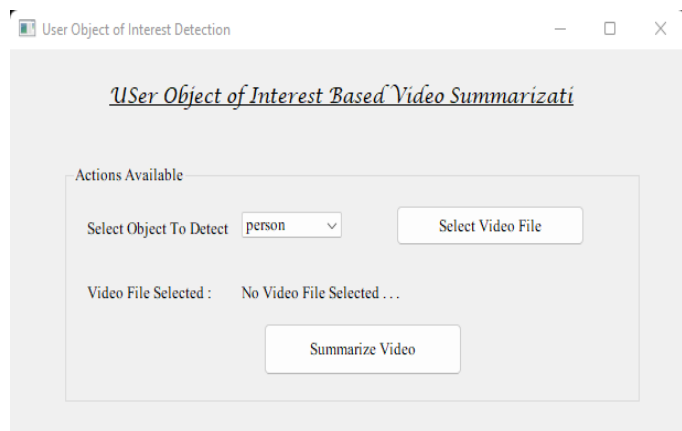 User Object of Interest Detection
USer Object of Interest Based Video Summarizati
Actions Available
Select Object To Detect person Select Video File
Video File Selected : No Video File Selected . . .
Summarize Video